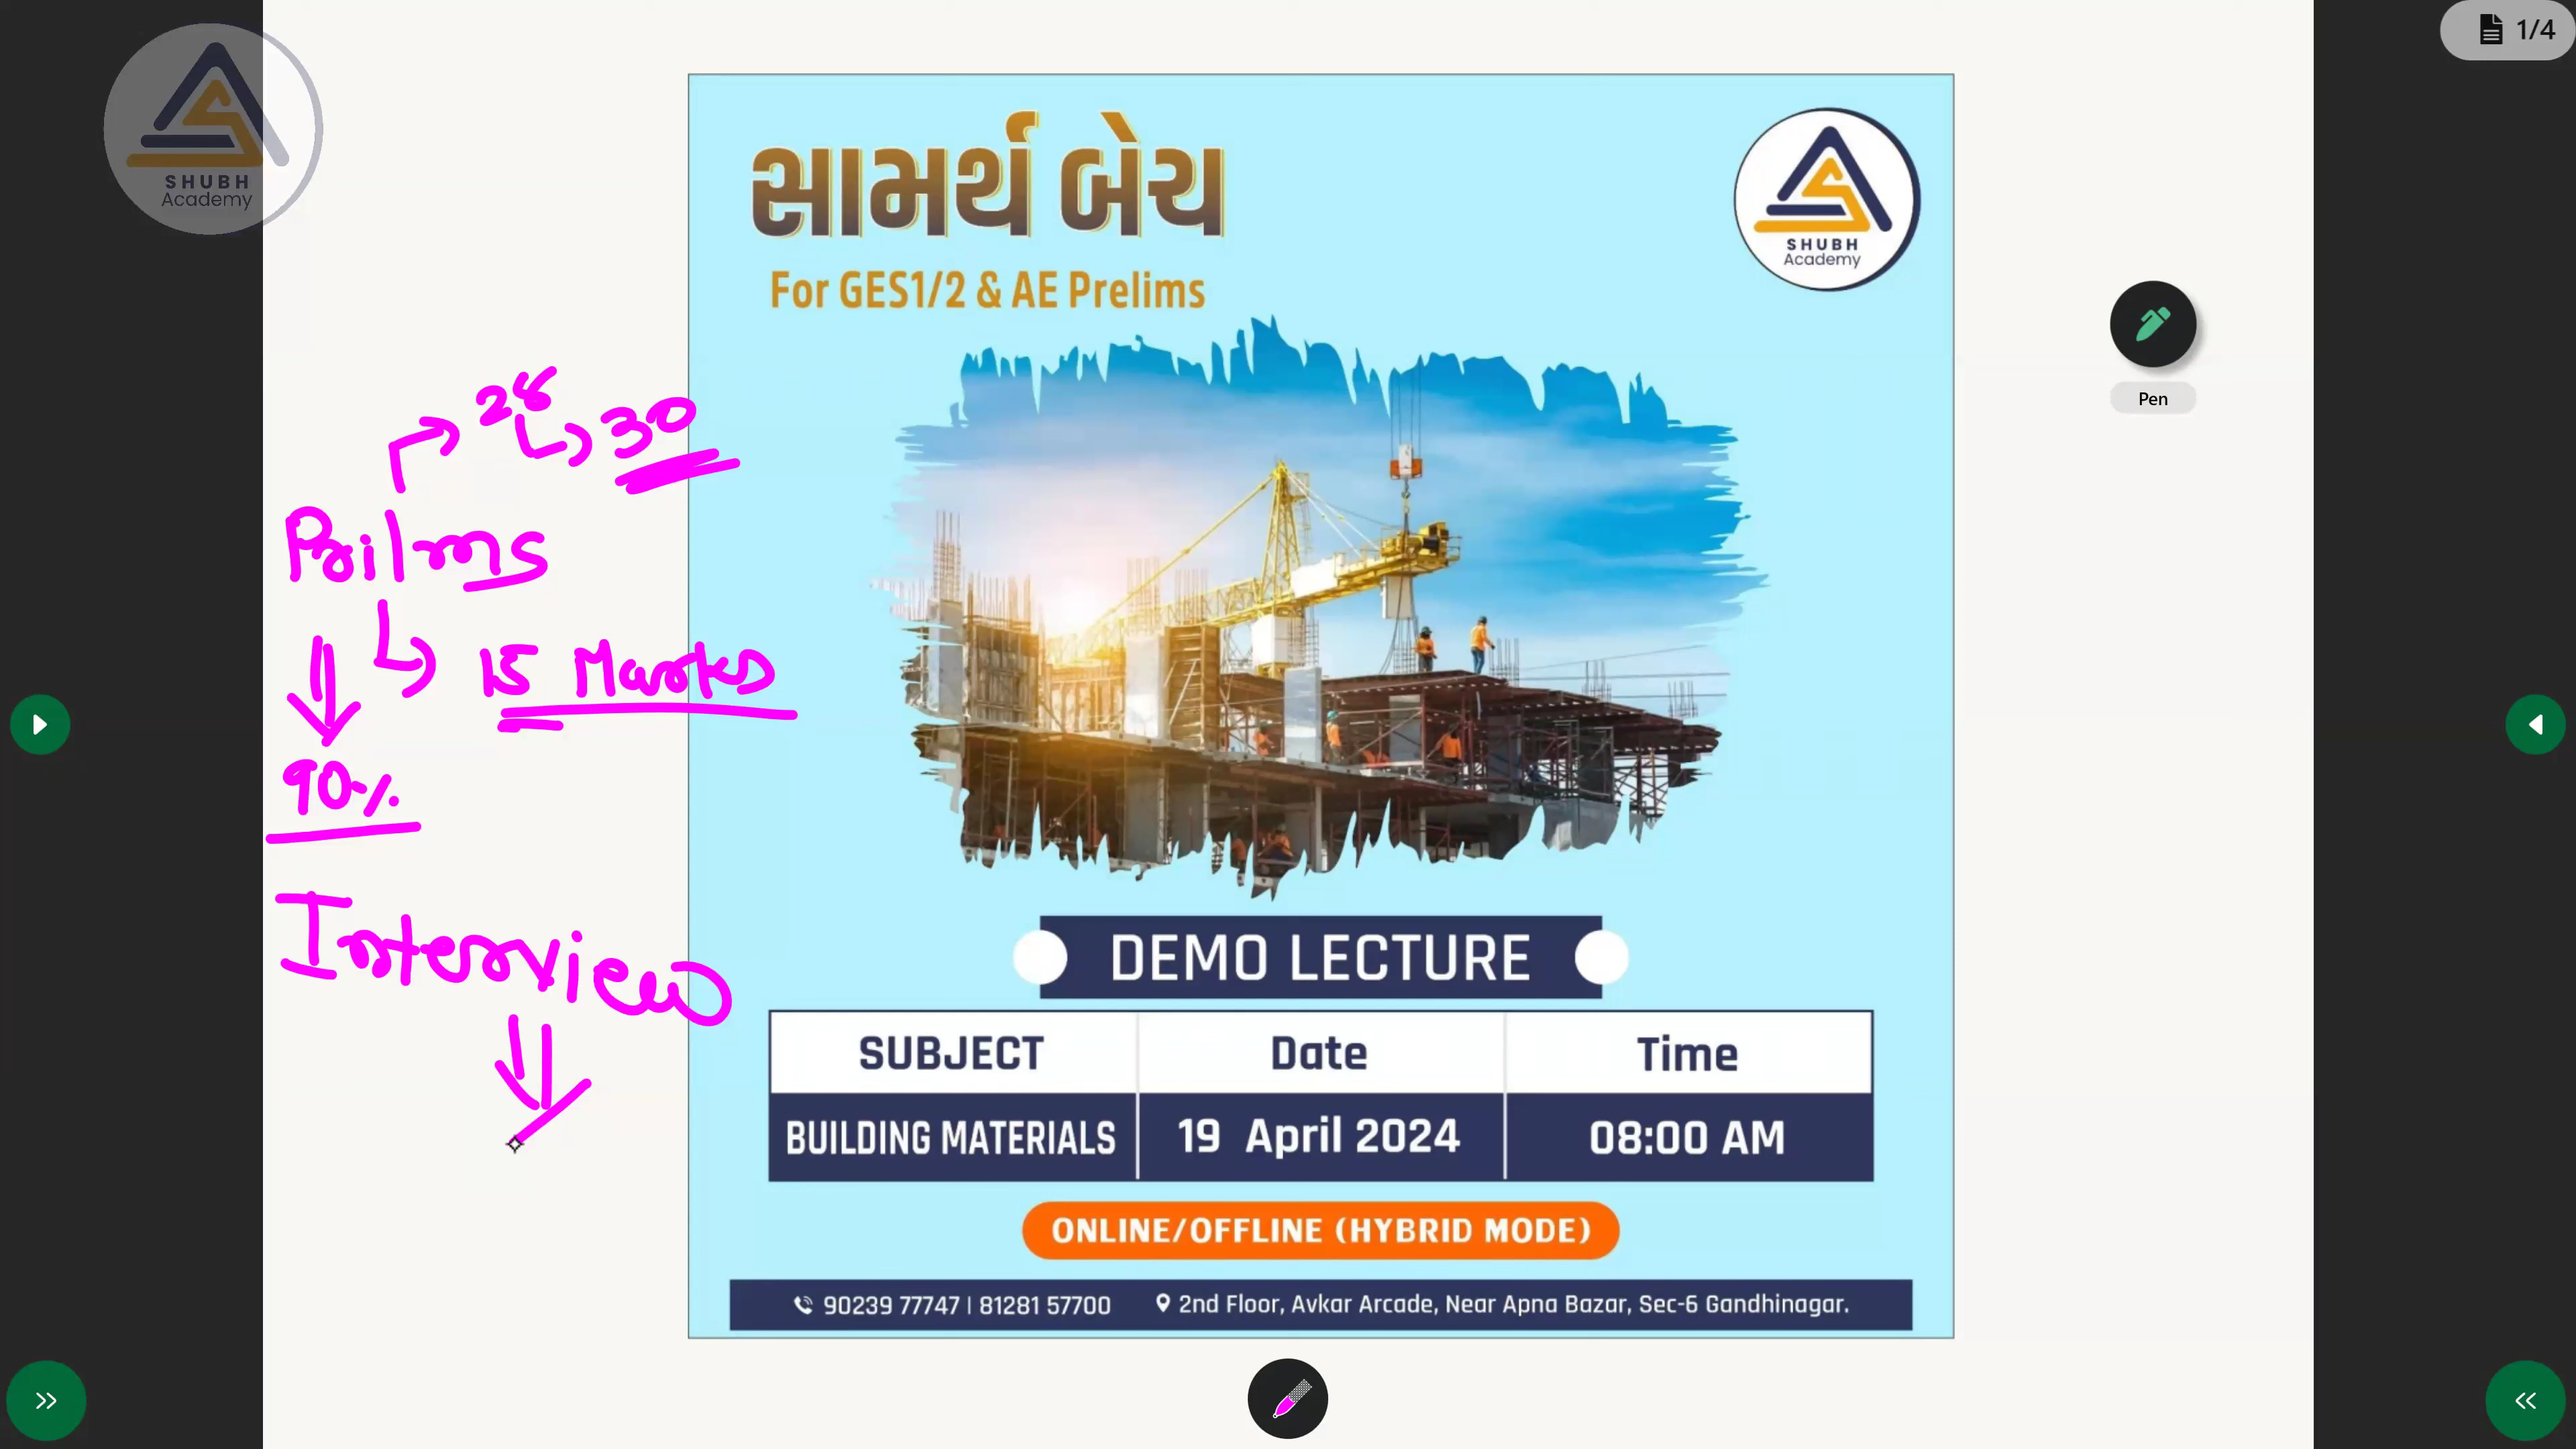 1/4
SHUBH
Academy
સામર્થ બેચ
SHUBH
Academy
For GES1/2 & AE Prelims
Pen
28 30
Prilms
15 Marks
90%
Interview
DEMO LECTURE
SUBJECT Date Time
BUILDING MATERIALS 19 April 2024 08:00 AM
ONLINE/OFFLINE (HYBRID MODE)
90239 77747 | 81281 57700 2nd Floor, Avkar Arcade, Near Apna Bazar, Sec-6 Gandhinagar.